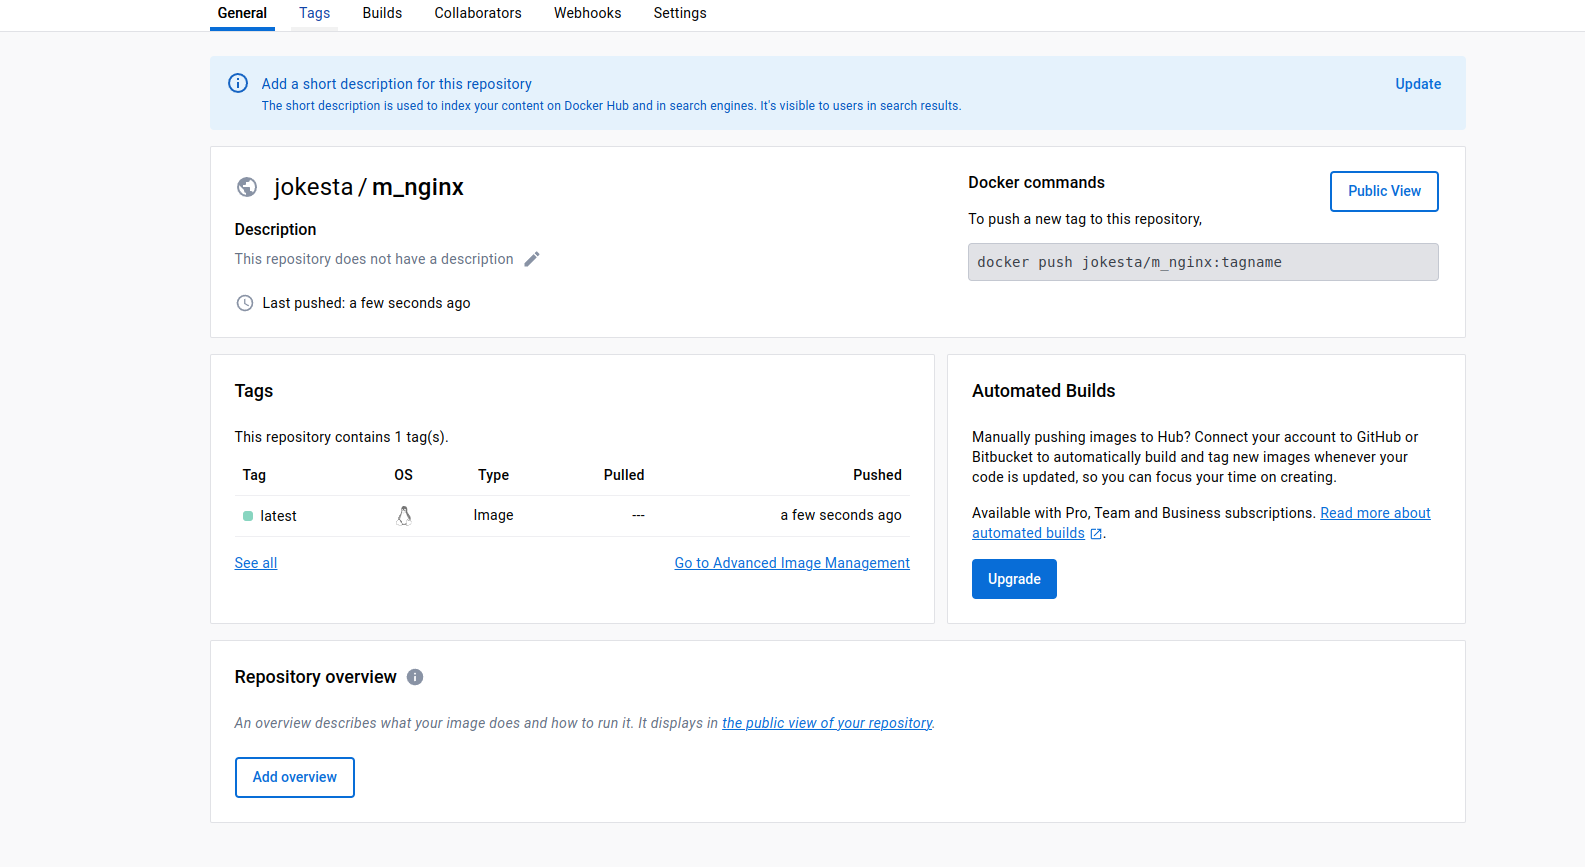 General Tags Builds Collaborators Webhooks Settings
Add a short description for this repository
Update
The short description is used to index your content on Docker Hub and in search engines. It's visible to users in search results.
jokesta / m_nginx
Description
This repository does not have a description
Last pushed: a few seconds ago
Docker commands
Public View
To push a new tag to this repository,
docker push jokesta/m_nginx:tagname
Tags
This repository contains 1 tag(s).
Tag OS Type Pulled Pushed
latest Image --- a few seconds ago
See all Go to Advanced Image Management
Automated Builds
Manually pushing images to Hub? Connect your account to GitHub or
Bitbucket to automatically build and tag new images whenever your
code is updated, so you can focus your time on creating.
Available with Pro, Team and Business subscriptions. Read more about
automated builds .
Upgrade
Repository overview
An overview describes what your image does and how to run it. It displays in the public view of your repository.
Add overview